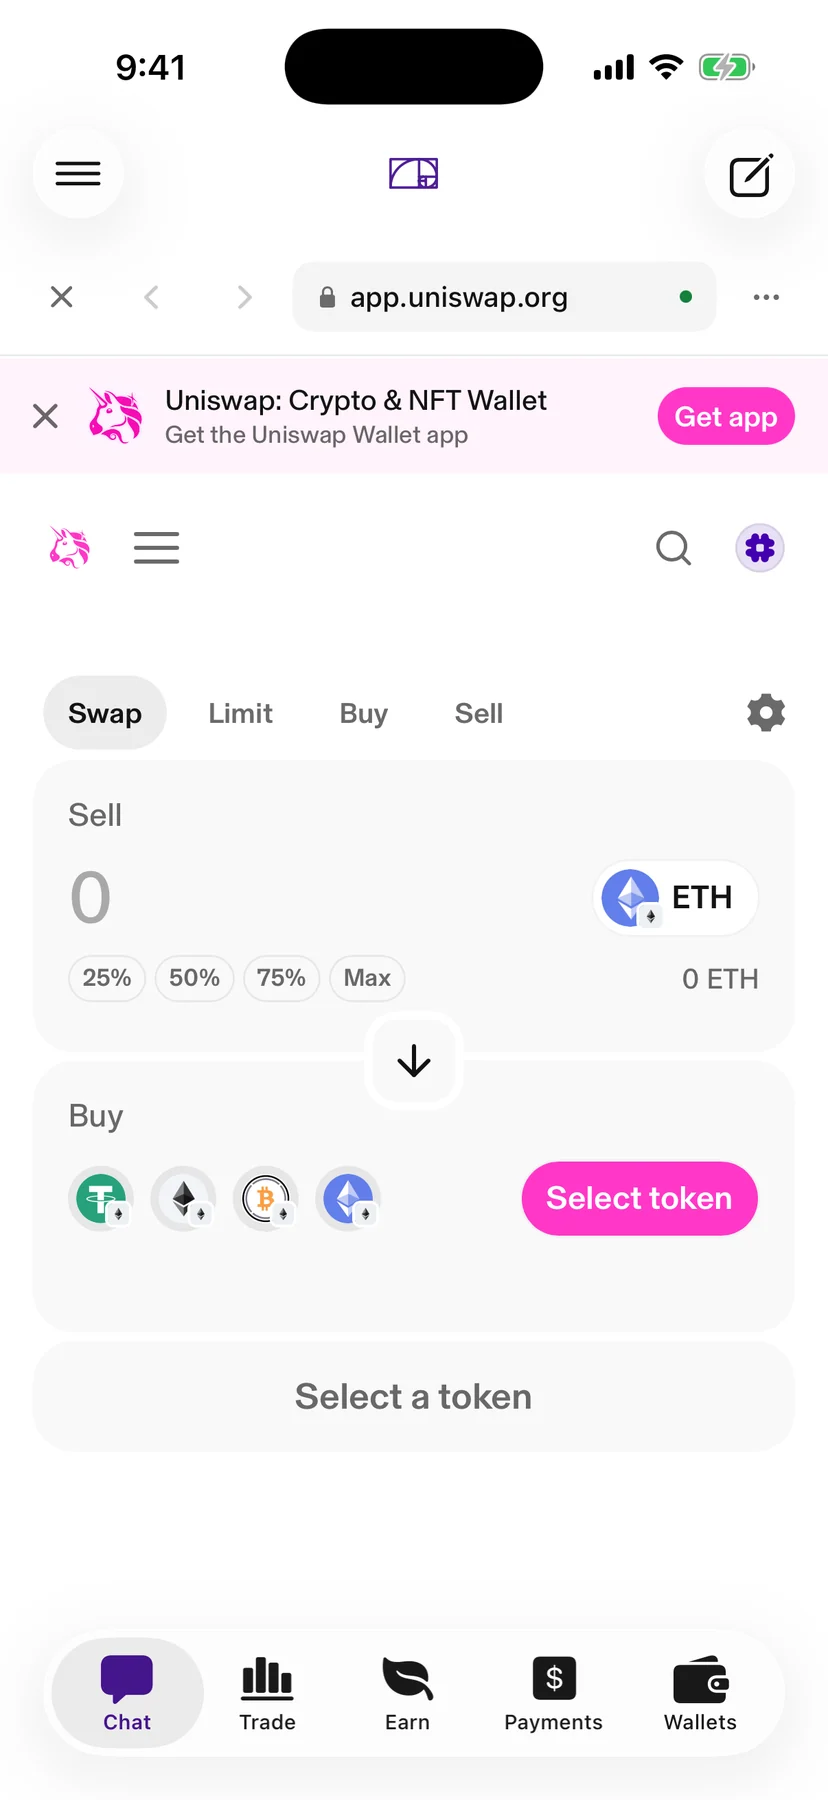 9:41
app.uniswap.org
Uniswap: Crypto & NFT Wallet
Get the Uniswap Wallet app
Get app
Swap
Limit
Buy
Sell
Sell
0
ETH
25%
50%
75%
Max
0 ETH
Buy
Select token
Select a token
Chat
Trade
Earn
Payments
Wallets